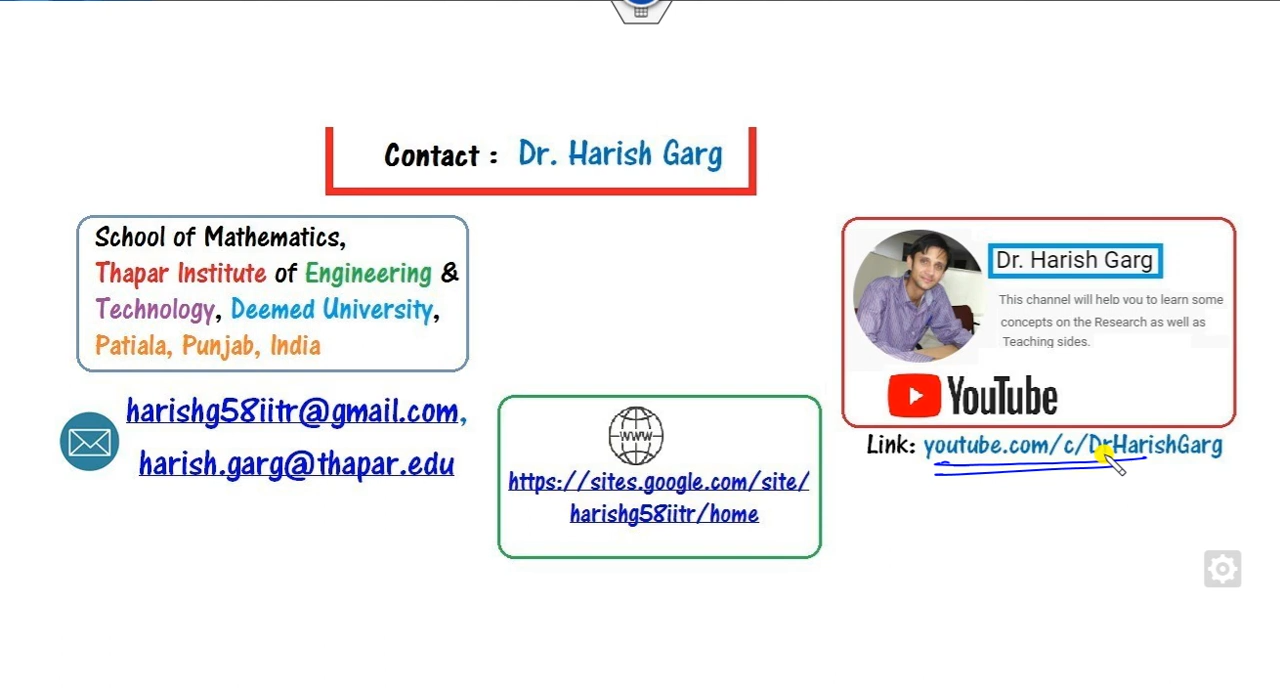 Contact : Dr. Harish Garg
School of Mathematics,
Thapar Institute of Engineering &
Technology, Deemed University,
Patiala, Punjab, India
harishg58iitr@gmail.com,
harish.garg@thapar.edu
www
https://sites.google.com/site/
harishg58iitr/home
Dr. Harish Garg
This channel will help you to learn some
concepts on the Research as well as
Teaching sides.
YouTube
Link: youtube.com/c/DrHarishGarg